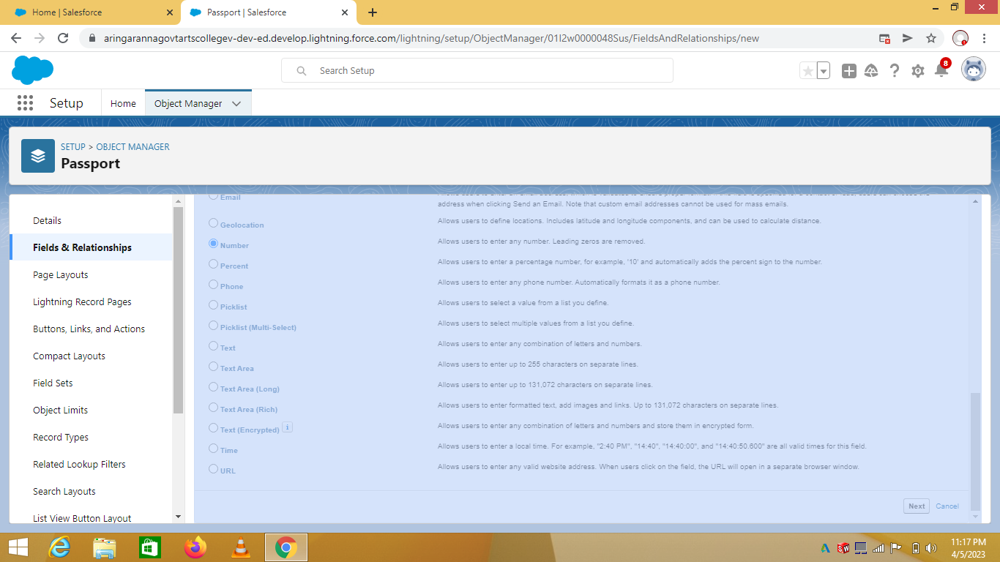 Home | Salesforce
Passport | Salesforce
aringarannagovtartscollegev-dev-ed.develop.lightning.force.com/lightning/setup/ObjectManager/01I2w0000048Sus/FieldsAndRelationships/new
Search Setup
8
Setup
Home
Object Manager
SETUP > OBJECT MANAGER
Passport
Details
Fields & Relationships
Page Layouts
Lightning Record Pages
Buttons, Links, and Actions
Compact Layouts
Field Sets
Object Limits
Record Types
Related Lookup Filters
Search Layouts
List View Button Layout
Email
address when clicking Send an Email. Note that custom email addresses cannot be used for mass emails.
Geolocation Allows users to define locations. Includes latitude and longitude components, and can be used to calculate distance.
Number Allows users to enter any number. Leading zeros are removed.
Percent Allows users to enter a percentage number, for example, '10' and automatically adds the percent sign to the number.
Phone Allows users to enter any phone number. Automatically formats it as a phone number.
Picklist Allows users to select a value from a list you define.
Picklist (Multi-Select) Allows users to select multiple values from a list you define.
Text Allows users to enter any combination of letters and numbers.
Text Area Allows users to enter up to 255 characters on separate lines.
Text Area (Long) Allows users to enter up to 131,072 characters on separate lines.
Text Area (Rich) Allows users to enter formatted text, add images and links. Up to 131,072 characters on separate lines.
Text (Encrypted) i Allows users to enter any combination of letters and numbers and store them in encrypted form.
Time Allows users to enter a local time. For example, "2:40 PM", "14:40", "14:40:00", and "14:40:50.600" are all valid times for this field.
URL Allows users to enter any valid website address. When users click on the field, the URL will open in a separate browser window.
Next Cancel
11:17 PM
4/5/2023